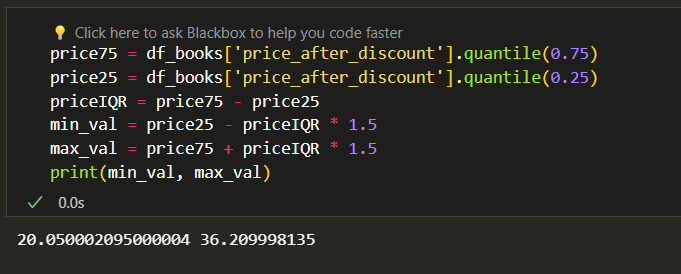 💡 Click here to ask Blackbox to help you code faster
price75 = df_books['price_after_discount'].quantile(0.75)
price25 = df_books['price_after_discount'].quantile(0.25)
priceIQR = price75 - price25
min_val = price25 - priceIQR * 1.5
max_val = price75 + priceIQR * 1.5
print(min_val, max_val)
✓ 0.0s
20.050002095000004 36.209998135